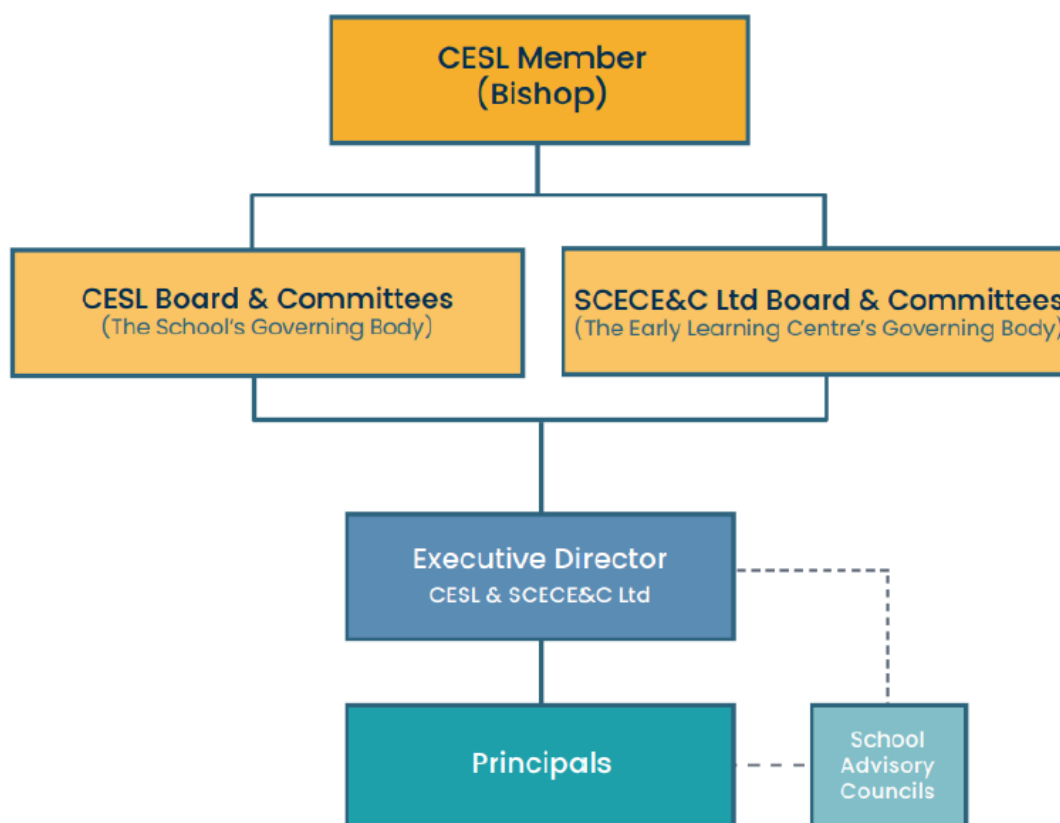 CESL Member
(Bishop)
CESL Board & Committees
(The School's Governing Body)
SCECE&C Ltd Board & Committees
(The Early Learning Centre's Governing Body)
Executive Director
CESL & SCECE&C Ltd
Principals
School
Advisory
Councils